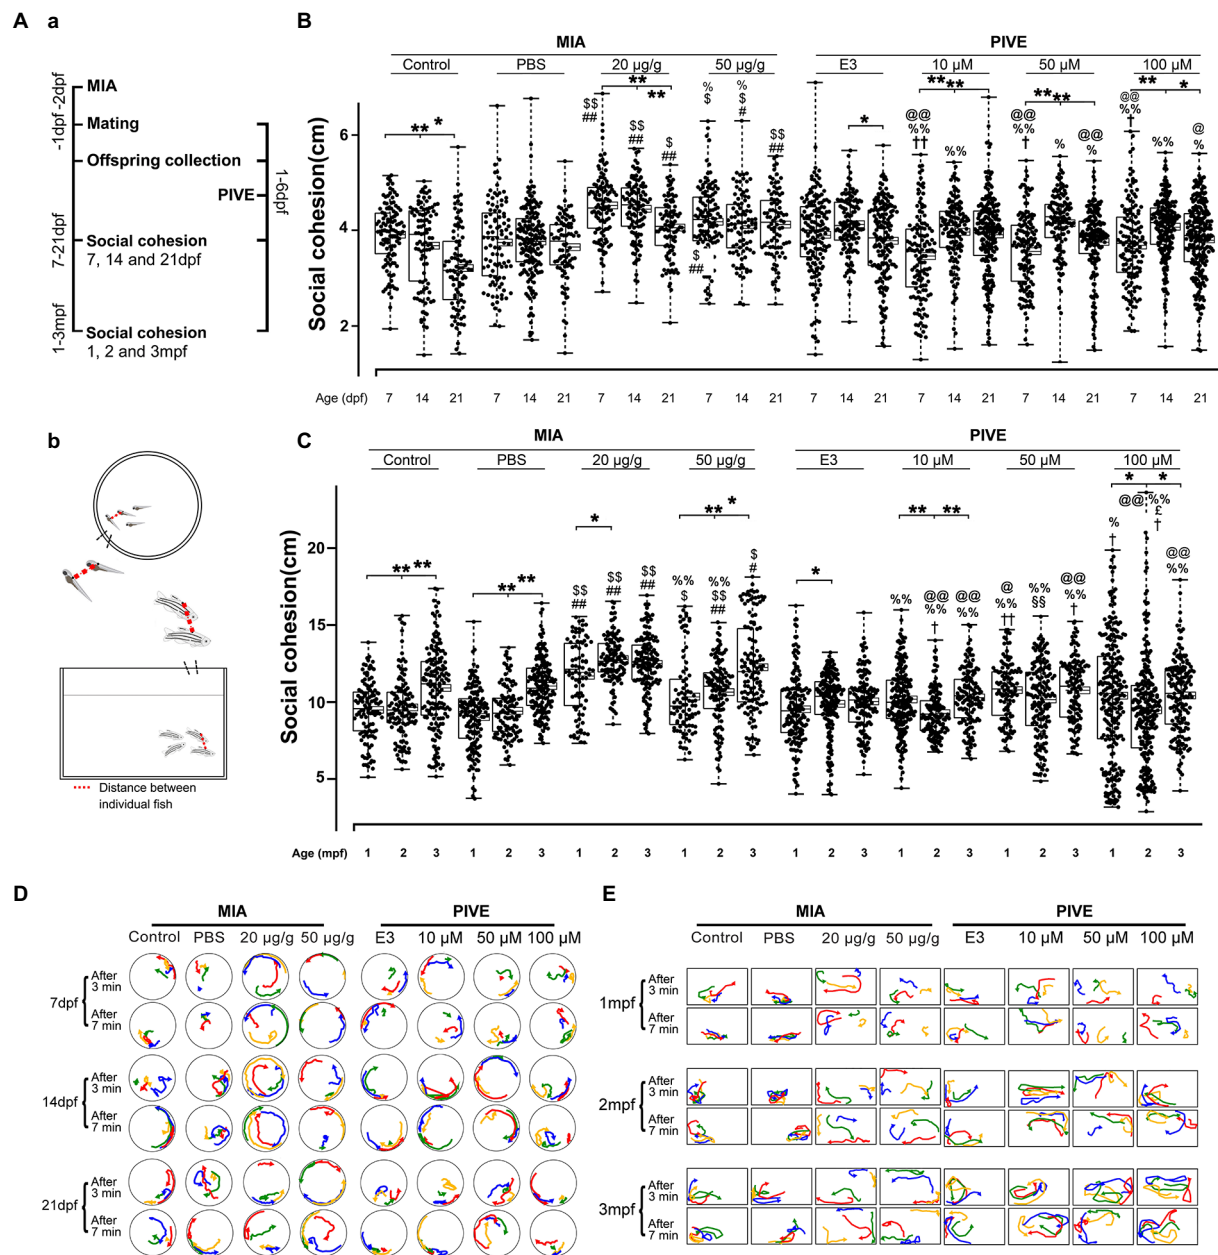 A a
-1dpf -2dpf
MIA
Mating
Offspring collection
PIVE
1-6dpf
7-21dpf
Social cohesion
7, 14 and 21dpf
1-3mpf
Social cohesion
1, 2 and 3mpf
b
Distance between
individual fish
B
MIA PIVE
Control PBS 20 µg/g 50 µg/g E3 10 µM 50 µM 100 µM
** *
**
**
*
** **
** **
** *
$$
##
$$
##
$
##
%
$
$
##
%
$
#
$$
##
@@
%%
††
%%
@@
%%
†
%
@@
%
@@
%%
†
%%
@
%
Social cohesion(cm)
6
4
2
Age (dpf) 7 14 21 7 14 21 7 14 21 7 14 21 7 14 21 7 14 21 7 14 21 7 14 21
C
MIA PIVE
Control PBS 20 µg/g 50 µg/g E3 10 µM 50 µM 100 µM
** **
** **
*
** *
*
** **
* *
$$
##
$$
##
$$
##
%%
$
%%
$$
##
$
#
%%
@@
%%
†
@@
%%
@
%%
††
%%
§§
@@
%%
†
%
†
@@ %%
£
†
@@
%%
Social cohesion(cm)
20
15
10
5
Age (mpf) 1 2 3 1 2 3 1 2 3 1 2 3 1 2 3 1 2 3 1 2 3 1 2 3
D
MIA PIVE
Control PBS 20 µg/g 50 µg/g E3 10 µM 50 µM 100 µM
7dpf
After
3 min
After
7 min
14dpf
After
3 min
After
7 min
21dpf
After
3 min
After
7 min
E
MIA PIVE
Control PBS 20 µg/g 50 µg/g E3 10 µM 50 µM 100 µM
1mpf
After
3 min
After
7 min
2mpf
After
3 min
After
7 min
3mpf
After
3 min
After
7 min